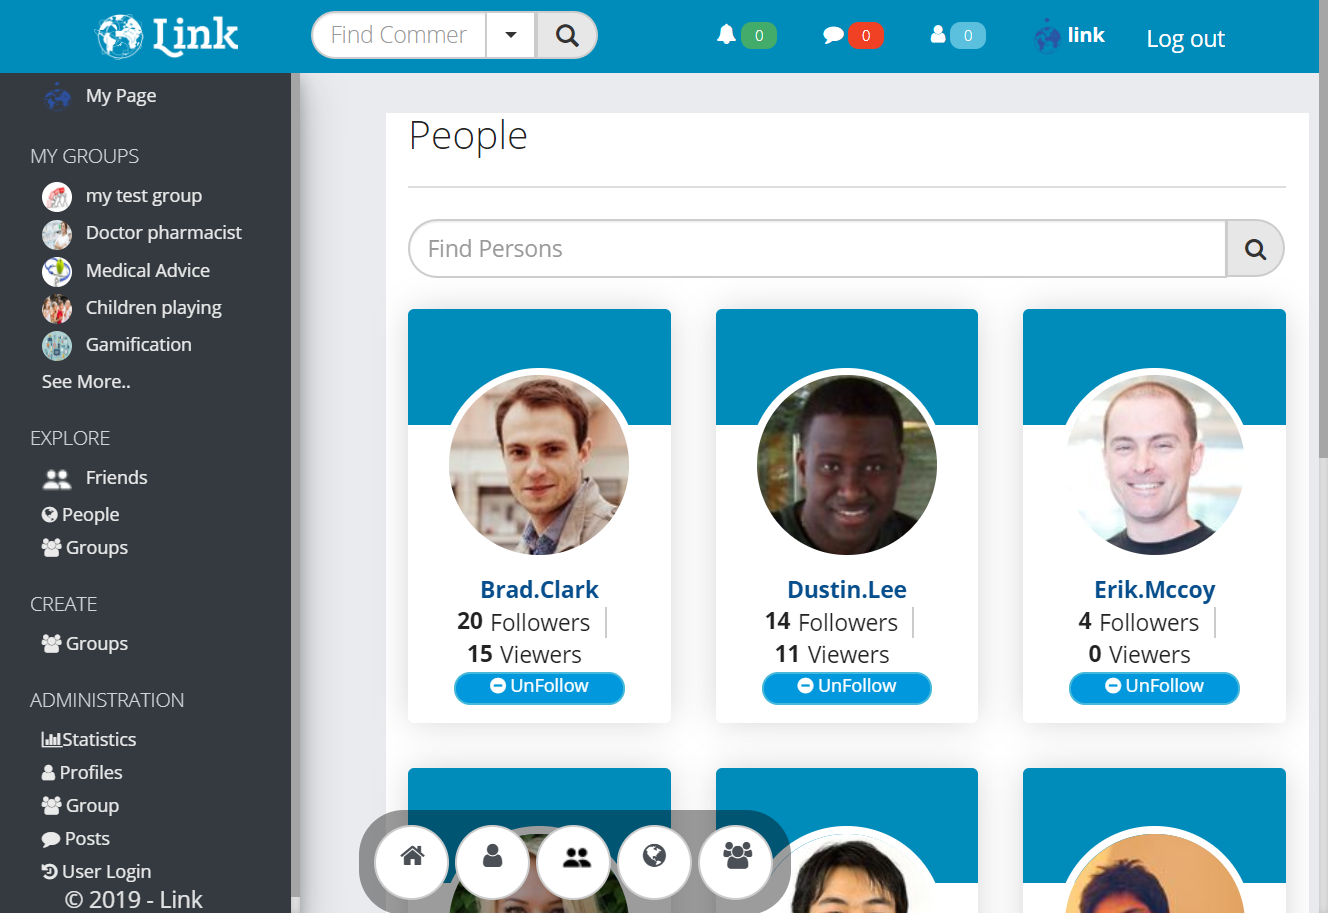 Link
Find Commer
0
0
0
link
Log out
My Page
MY GROUPS
my test group
Doctor pharmacist
Medical Advice
Children playing
Gamification
See More..
EXPLORE
Friends
People
Groups
CREATE
Groups
ADMINISTRATION
Statistics
Profiles
Group
Posts
User Login
© 2019 - Link
People
Find Persons
Brad.Clark
20 Followers
15 Viewers
UnFollow
Dustin.Lee
14 Followers
11 Viewers
UnFollow
Erik.Mccoy
4 Followers
0 Viewers
UnFollow